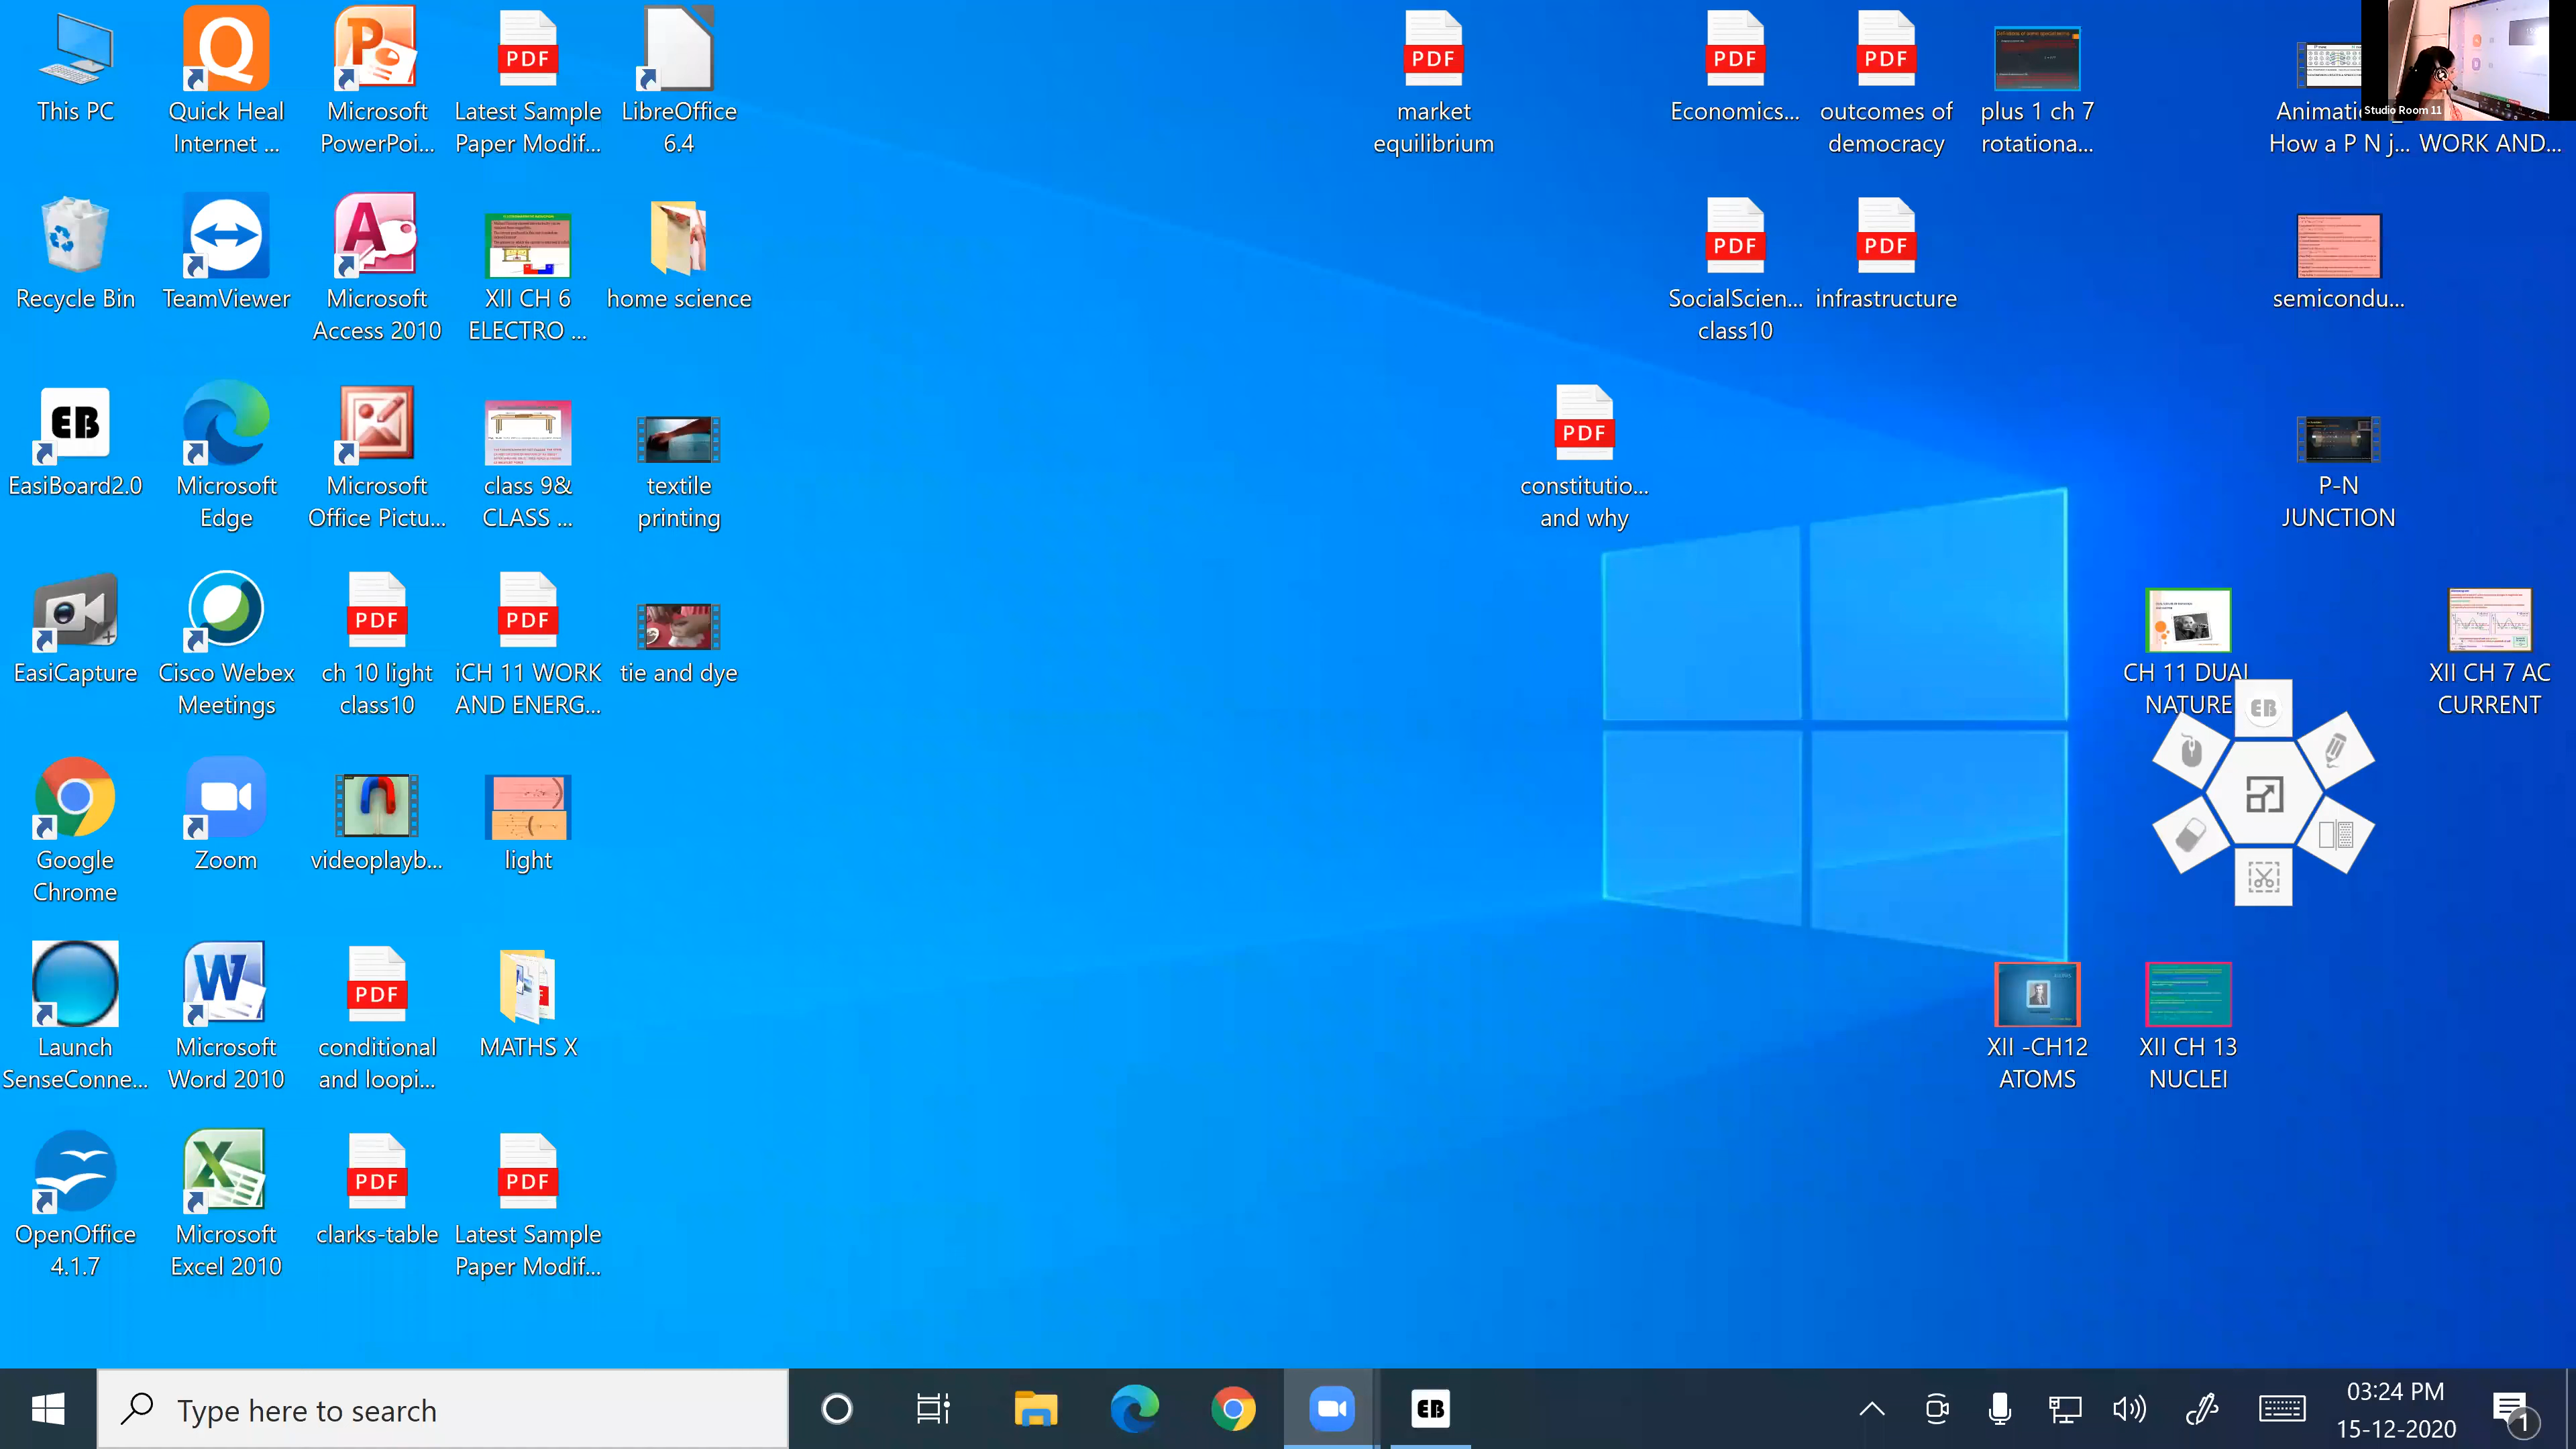 This PC
Quick Heal
Internet ...
Microsoft
PowerPoi...
PDF
Latest Sample
Paper Modif...
LibreOffice
6.4
PDF
market
equilibrium
PDF
Economics...
PDF
outcomes of
democracy
plus 1 ch 7
rotationa...
Studio Room 11
How a P N j...
WORK AND...
Recycle Bin
TeamViewer
Microsoft
Access 2010
XII CH 6
ELECTRO ...
home science
PDF
SocialScien...
class10
PDF
infrastructure
semicondu...
EB
EasiBoard2.0
Microsoft
Edge
Microsoft
Office Pictu...
class 9&
CLASS ...
textile
printing
PDF
constitutio...
and why
P-N
JUNCTION
EasiCapture
Cisco Webex
Meetings
PDF
ch 10 light
class10
PDF
iCH 11 WORK
AND ENERG...
tie and dye
CH 11 DUAL
NATURE
XII CH 7 AC
CURRENT
EB
Google
Chrome
Zoom
videoplayb...
light
Launch
SenseConne...
Microsoft
Word 2010
PDF
conditional
and loopi...
MATHS X
XII -CH12
ATOMS
XII CH 13
NUCLEI
OpenOffice
4.1.7
Microsoft
Excel 2010
PDF
clarks-table
PDF
Latest Sample
Paper Modif...
Type here to search
EB
03:24 PM
15-12-2020
1